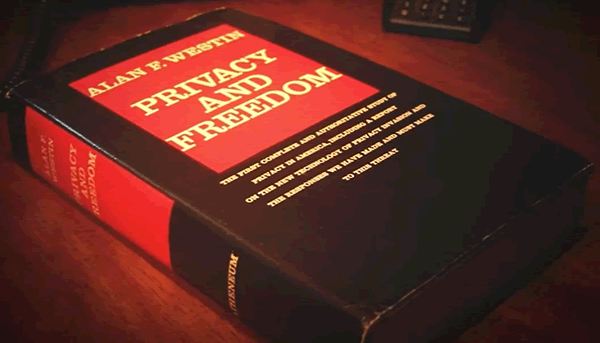 ALAN F. WESTIN
PRIVACY
AND
FREEDOM
THE FIRST COMPLETE AND AUTHORITATIVE STUDY OF
PRIVACY IN AMERICA, INCLUDING A REPORT
ON THE NEW TECHNOLOGY OF PRIVACY INVASION AND
THE RESPONSES WE HAVE MADE AND MUST MAKE
TO THIS THREAT
ALAN F.
WESTIN
PRIVACY
AND
FREEDOM
ATHENEUM